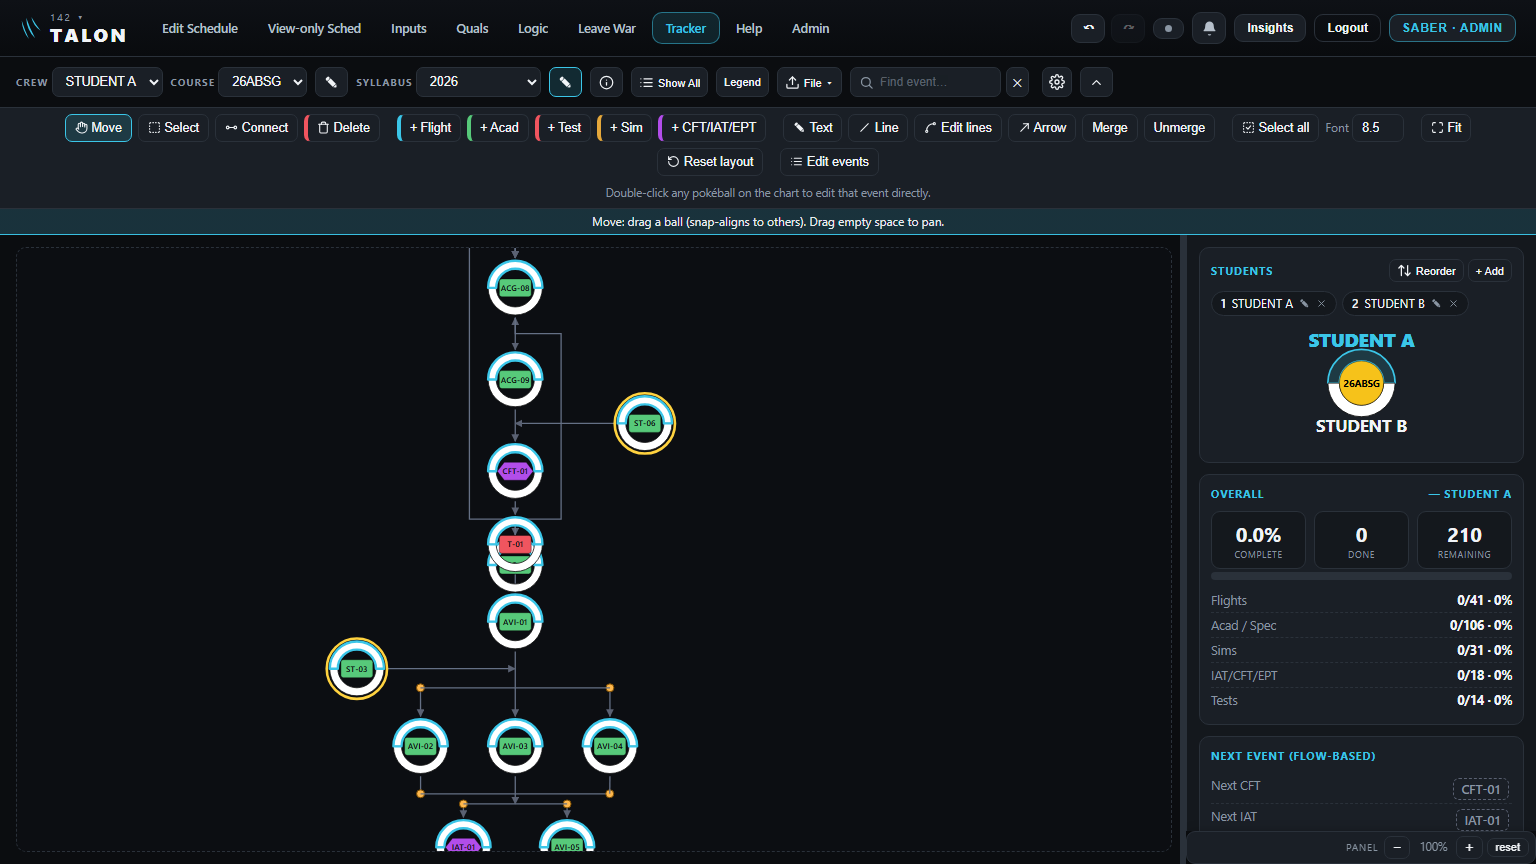 142
TALON
Edit Schedule
View-only Sched
Inputs
Quals
Logic
Leave War
Tracker
Help
Admin
Insights
Logout
SABER · ADMIN
CREW STUDENT A
COURSE 26ABSG
SYLLABUS 2026
Show All
Legend
File
Find event...
Move
Select
Connect
Delete
+ Flight
+ Acad
+ Test
+ Sim
+ CFT/IAT/EPT
Text
Line
Edit lines
Arrow
Merge
Unmerge
Select all
Font 8.5
Fit
Reset layout
Edit events
Double-click any pokéball on the chart to edit that event directly.
Move: drag a ball (snap-aligns to others). Drag empty space to pan.
ACG-08
ACG-09
ST-06
CFT-01
T-01
AVI-01
ST-03
AVI-02
AVI-03
AVI-04
IAT-01
AVI-05
STUDENTS
Reorder
+ Add
1 STUDENT A
2 STUDENT B
STUDENT A
26ABSG
STUDENT B
OVERALL
— STUDENT A
0.0%
COMPLETE
0
DONE
210
REMAINING
Flights 0/41 · 0%
Acad / Spec 0/106 · 0%
Sims 0/31 · 0%
IAT/CFT/EPT 0/18 · 0%
Tests 0/14 · 0%
NEXT EVENT (FLOW-BASED)
Next CFT CFT-01
Next IAT IAT-01
PANEL − 100% + reset